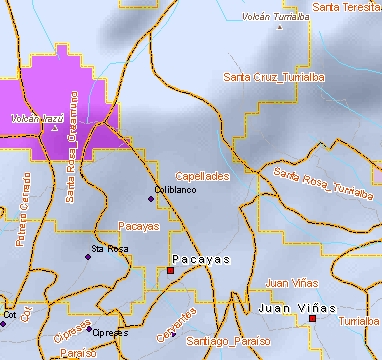 Santa Teresita
Volcán Turrialba
Santa Cruz_Turrialba
Volcán Irazú
Santa Rosa_Oreamuno
Potrero Cerrado
Capellades
Santa Rosa_Turrialba
Coliblanco
Pacayas
Sta Rosa
Pacayas
Juan Viñas
Cot
Cot
Juan Viñas
Cipreses
Cipreses
Cervantes
Turrialba
Santiago_Paraíso
Paraíso